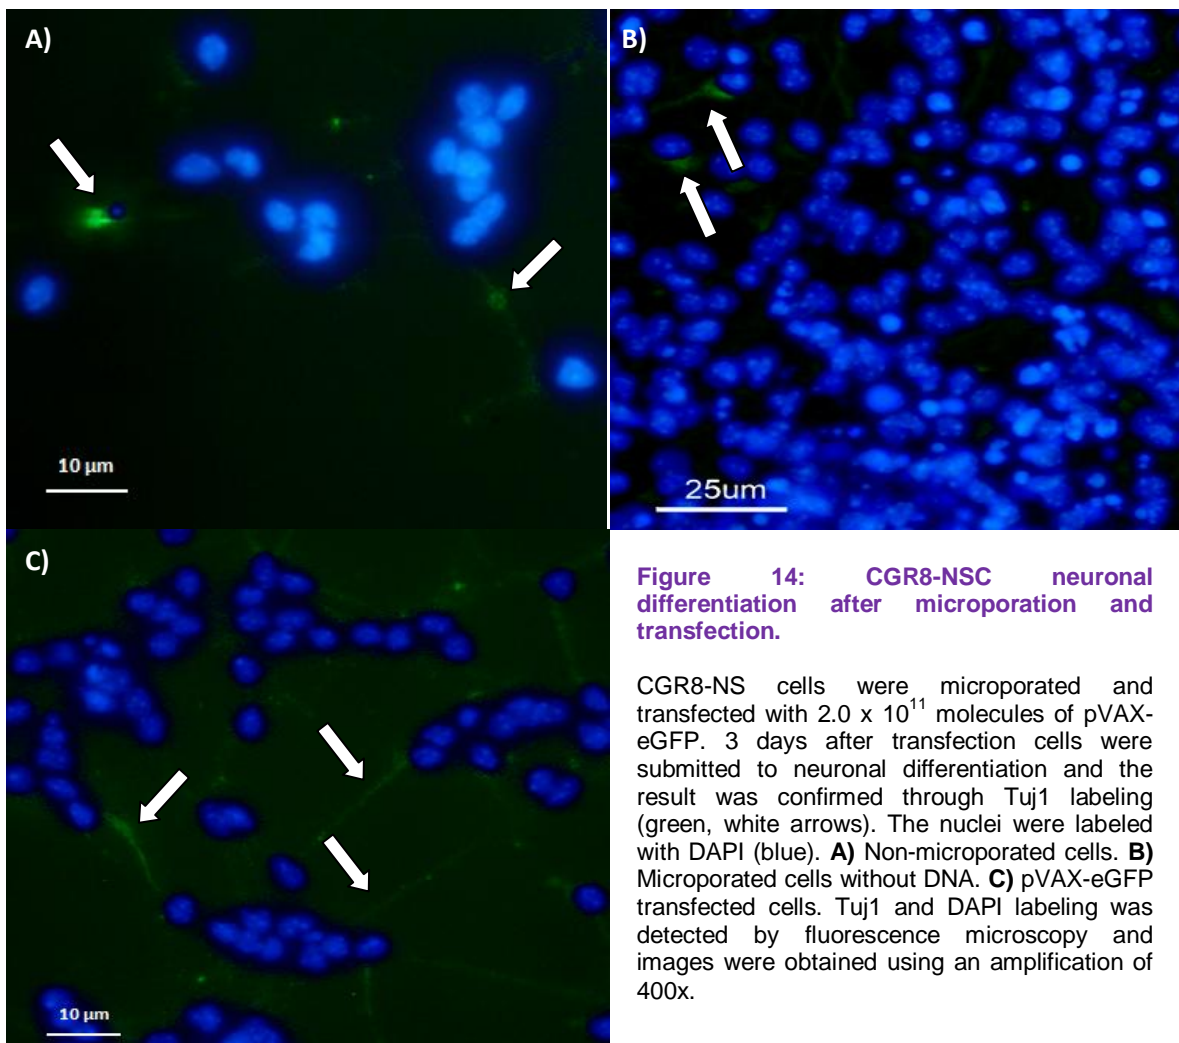 A)
10 µm
B)
25um
C)
10 µm
Figure 14: CGR8-NSC neuronal
differentiation after microporation and
transfection.
CGR8-NS cells were microporated and
transfected with 2.0 x 10¹¹ molecules of pVAX-
eGFP. 3 days after transfection cells were
submitted to neuronal differentiation and the
result was confirmed through Tuj1 labeling
(green, white arrows). The nuclei were labeled
with DAPI (blue). A) Non-microporated cells. B)
Microporated cells without DNA. C) pVAX-eGFP
transfected cells. Tuj1 and DAPI labeling was
detected by fluorescence microscopy and
images were obtained using an amplification of
400x.